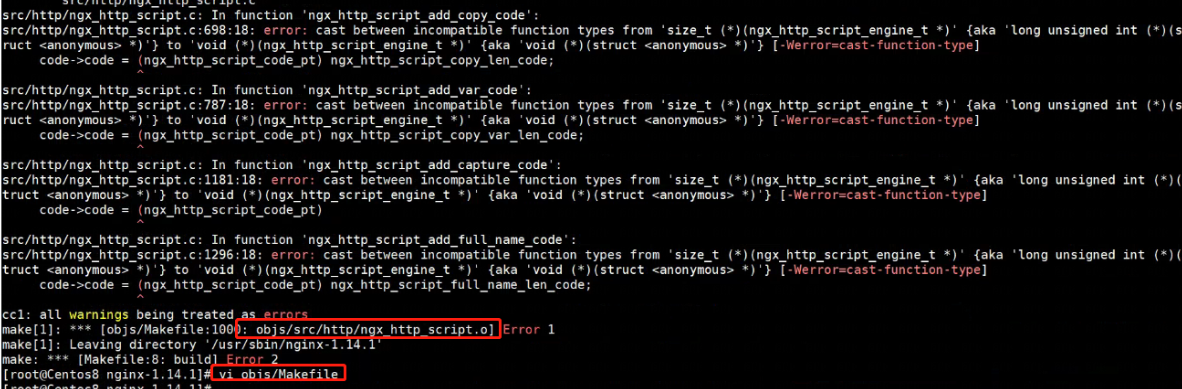 src/http/ngx_http_script.c
src/http/ngx_http_script.c: In function 'ngx_http_script_add_copy_code':
src/http/ngx_http_script.c:698:18: error: cast between incompatible function types from 'size_t (*)(ngx_http_script_engine_t *)' {aka 'long unsigned int (*)(s
ruct <anonymous> *)'} to 'void (*)(ngx_http_script_engine_t *)' {aka 'void (*)(struct <anonymous> *)'} [-Werror=cast-function-type]
code->code = (ngx_http_script_code_pt) ngx_http_script_copy_len_code;
^
src/http/ngx_http_script.c: In function 'ngx_http_script_add_var_code':
src/http/ngx_http_script.c:787:18: error: cast between incompatible function types from 'size_t (*)(ngx_http_script_engine_t *)' {aka 'long unsigned int (*)(s
ruct <anonymous> *)'} to 'void (*)(ngx_http_script_engine_t *)' {aka 'void (*)(struct <anonymous> *)'} [-Werror=cast-function-type]
code->code = (ngx_http_script_code_pt) ngx_http_script_copy_var_len_code;
^
src/http/ngx_http_script.c: In function 'ngx_http_script_add_capture_code':
src/http/ngx_http_script.c:1181:18: error: cast between incompatible function types from 'size_t (*)(ngx_http_script_engine_t *)' {aka 'long unsigned int (*)(
truct <anonymous> *)'} to 'void (*)(ngx_http_script_engine_t *)' {aka 'void (*)(struct <anonymous> *)'} [-Werror=cast-function-type]
code->code = (ngx_http_script_code_pt)
^
src/http/ngx_http_script.c: In function 'ngx_http_script_add_full_name_code':
src/http/ngx_http_script.c:1296:18: error: cast between incompatible function types from 'size_t (*)(ngx_http_script_engine_t *)' {aka 'long unsigned int (*)(
truct <anonymous> *)'} to 'void (*)(ngx_http_script_engine_t *)' {aka 'void (*)(struct <anonymous> *)'} [-Werror=cast-function-type]
code->code = (ngx_http_script_code_pt) ngx_http_script_full_name_len_code;
^
cc1: all warnings being treated as errors
make[1]: *** [objs/Makefile:1000: objs/src/http/ngx_http_script.o] Error 1
make[1]: Leaving directory '/usr/sbin/nginx-1.14.1'
make: *** [Makefile:8: build] Error 2
[root@Centos8 nginx-1.14.1]# vi objs/Makefile
[root@Centos8 nginx-1.14.1]#